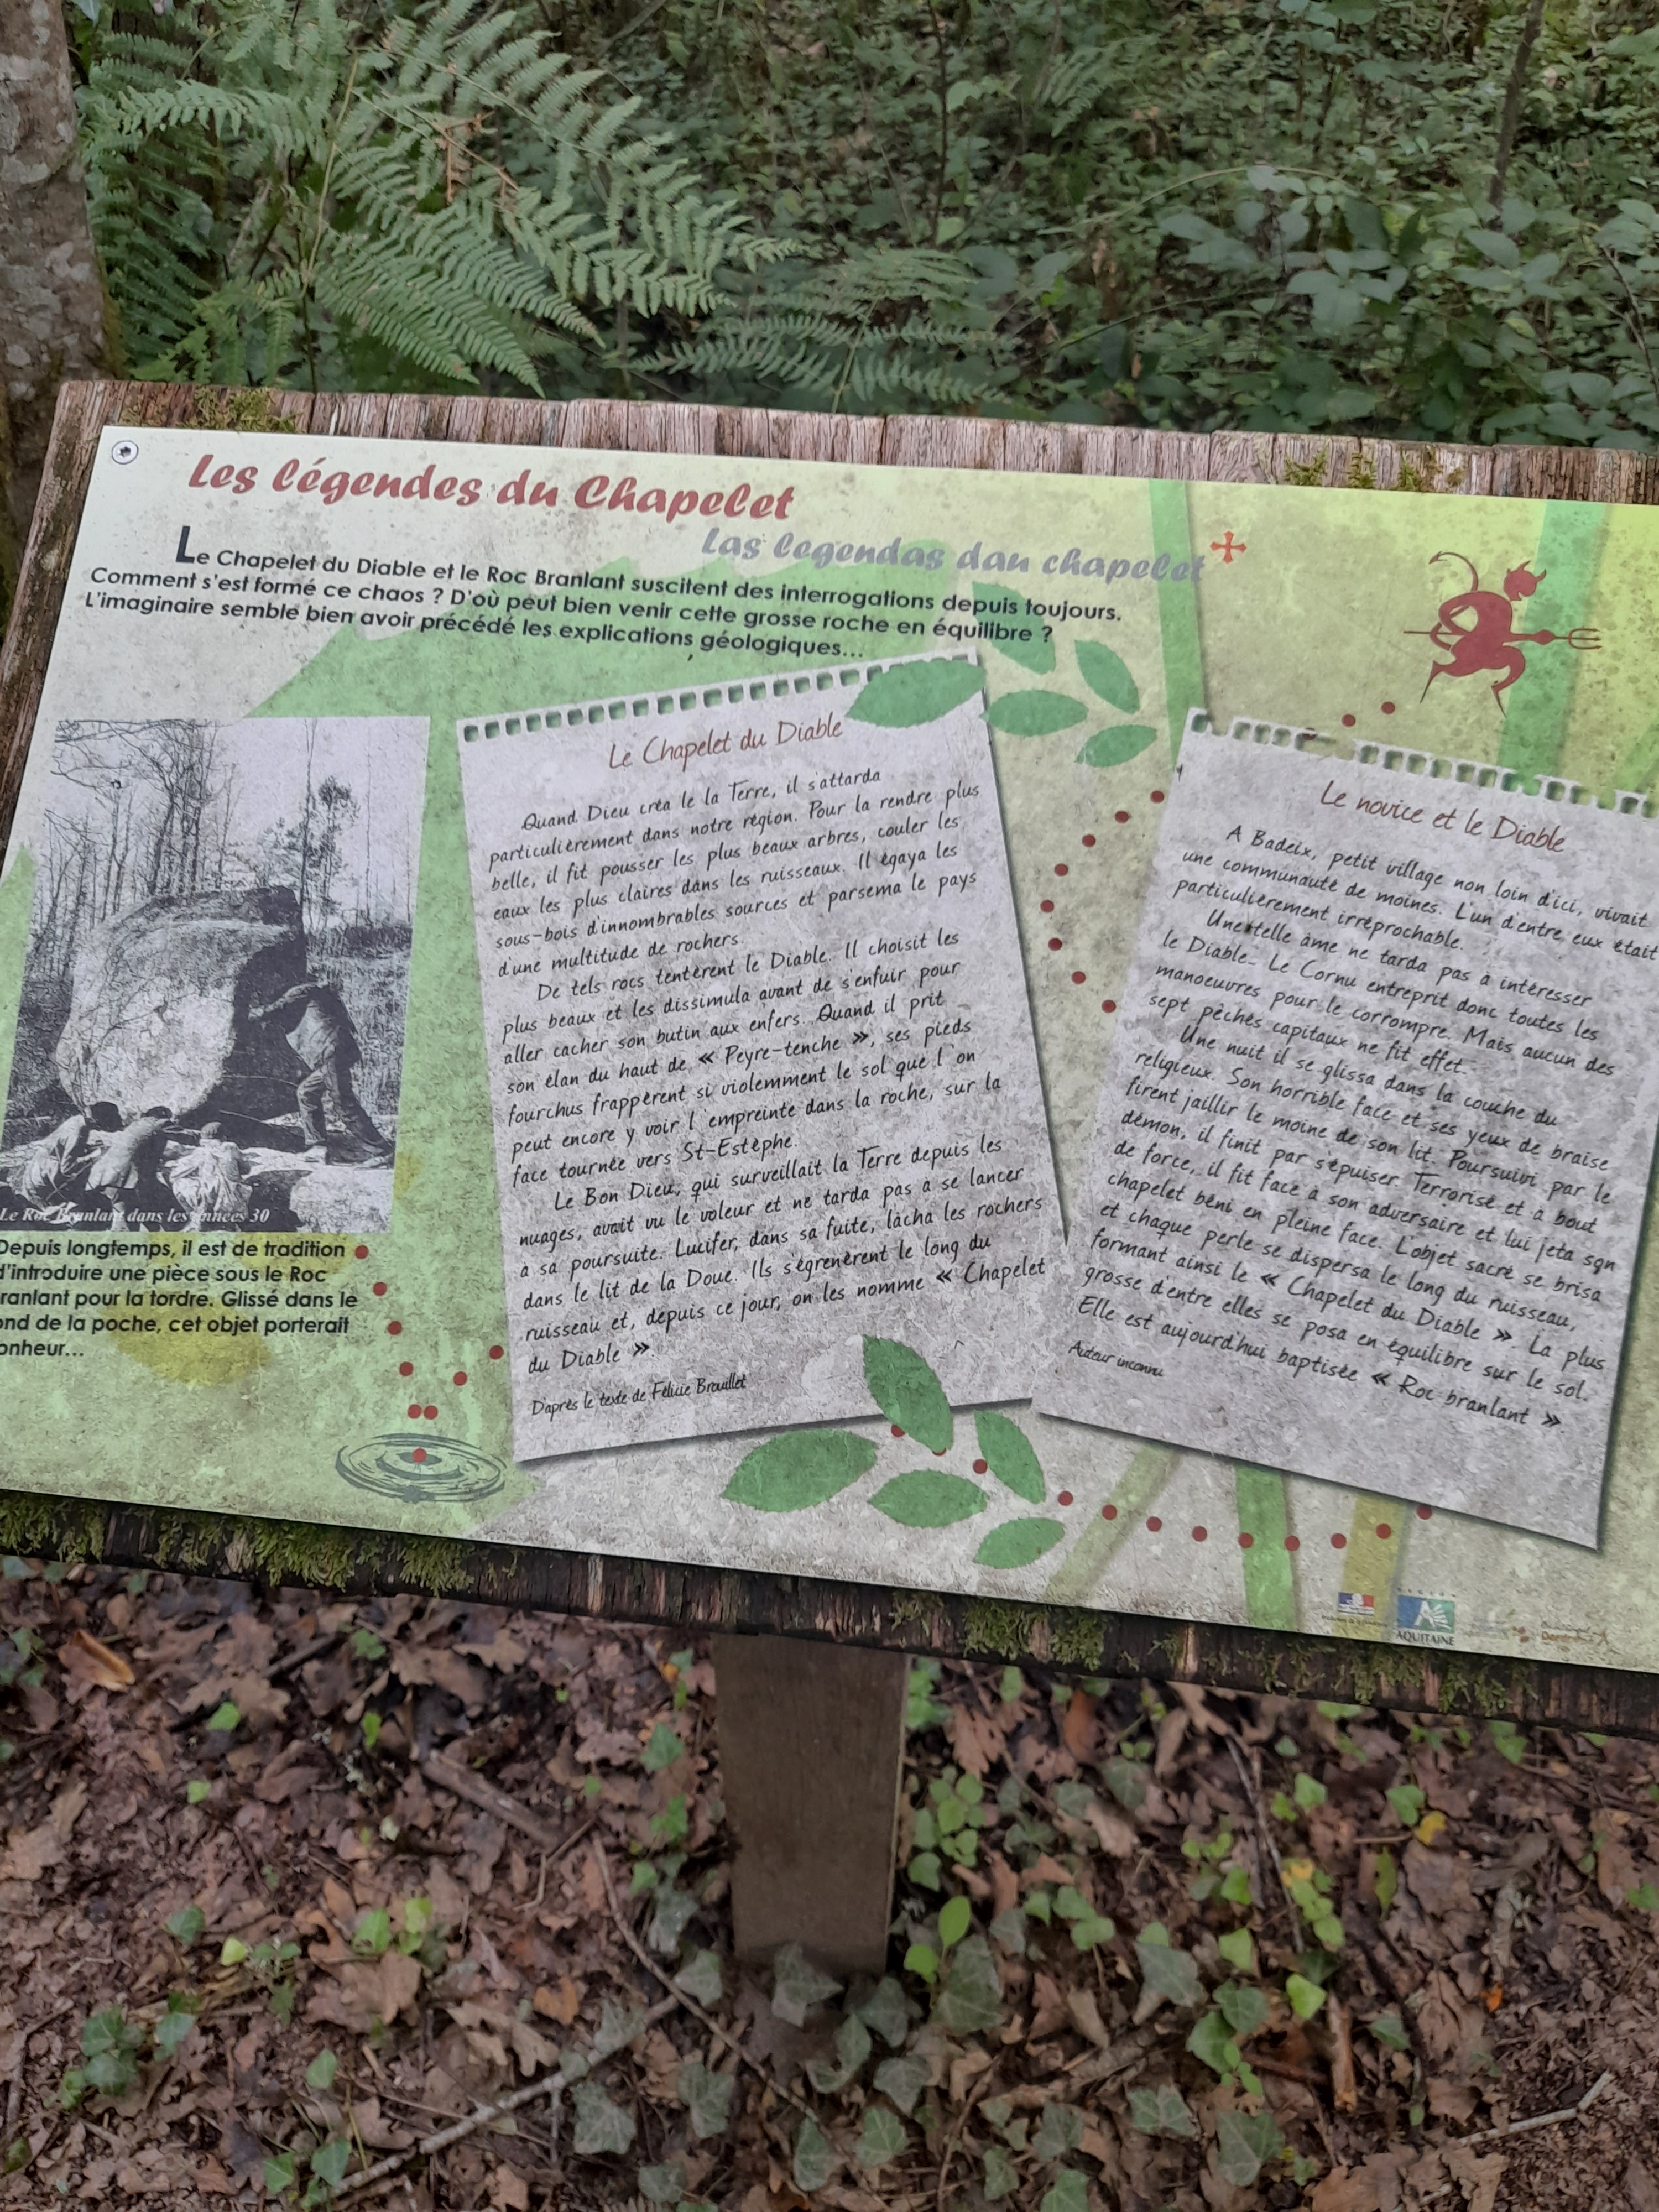 Les légendes du Chapelet
Las legendas dau chapelet
Le Chapelet du Diable et le Roc Branlant suscitent des interrogations depuis toujours.
Comment s'est formé ce chaos ? D'où peut bien venir cette grosse roche en équilibre ?
L'imaginaire semble bien avoir précédé les explications géologiques...
Le Roc Branlant dans les années 30
Depuis longtemps, il est de tradition
d'introduire une pièce sous le Roc
ranlant pour la tordre. Glissé dans le
ond de la poche, cet objet porterait
onheur...
Le Chapelet du Diable
Quand Dieu créa le la Terre, il s'attarda
particulièrement dans notre région. Pour la rendre plus
belle, il fit pousser les plus beaux arbres, couler les
eaux les plus claires dans les ruisseaux. Il égaya les
sous-bois d'innombrables sources et parsema le pays
d'une multitude de rochers.
De tels rocs tentèrent le Diable. Il choisit les
plus beaux et les dissimula avant de s'enfuir pour
aller cacher son butin aux enfers. Quand il prit
son élan du haut de « Peyre-tenche », ses pieds
fourchus frappèrent si violemment le sol que l'on
peut encore y voir l'empreinte dans la roche, sur la
face tournée vers St-Estèphe.
Le Bon Dieu, qui surveillait la Terre depuis les
nuages, avait vu le voleur et ne tarda pas à se lancer
à sa poursuite. Lucifer, dans sa fuite, lâcha les rochers
dans le lit de la Doue. Ils s'égrenèrent le long du
ruisseau et, depuis ce jour, on les nomme « Chapelet
du Diable ».
D'après le texte de Félicie Brouillet
Le novice et le Diable
A Badeix, petit village non loin d'ici, vivait
une communauté de moines. L'un d'entre eux était
particulièrement irréprochable.
Une telle âme ne tarda pas à intéresser
le Diable... Le Cornu entreprit donc toutes les
manoeuvres pour le corrompre. Mais aucun des
sept péchés capitaux ne fit effet.
Une nuit il se glissa dans la couche du
religieux. Son horrible face et ses yeux de braise
firent jaillir le moine de son lit. Poursuivi par le
démon, il finit par s'épuiser. Terrorisé et à bout
de force, il fit face à son adversaire et lui jeta son
chapelet béni en pleine face. L'objet sacré se brisa
et chaque perle se dispersa le long du ruisseau,
formant ainsi le « Chapelet du Diable ». La plus
grosse d'entre elles se posa en équilibre sur le sol.
Elle est aujourd'hui baptisée « Roc branlant ».
Auteur inconnu
AQUITAINE